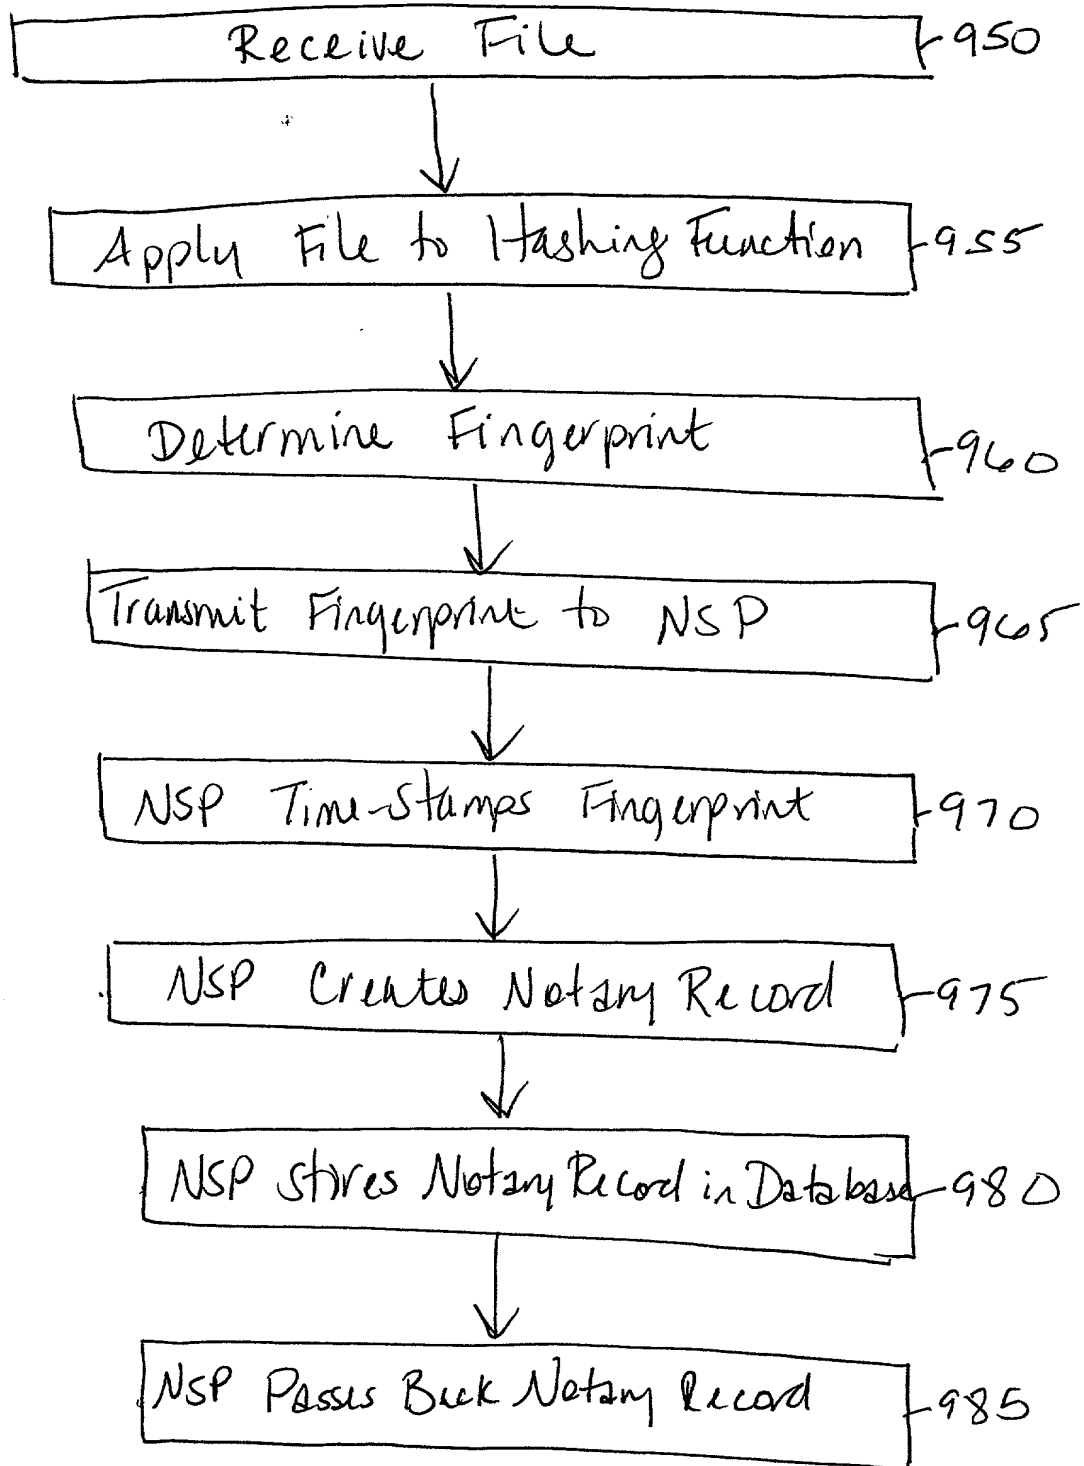 Receive File 950
Apply File to Hashing Function 955
Determine Fingerprint 960
Transmit Fingerprint to NSP 965
NSP Time-Stamps Fingerprint 970
NSP Creates Notary Record 975
NSP Stores Notary Record in Database 980
NSP Passes Back Notary Record 985